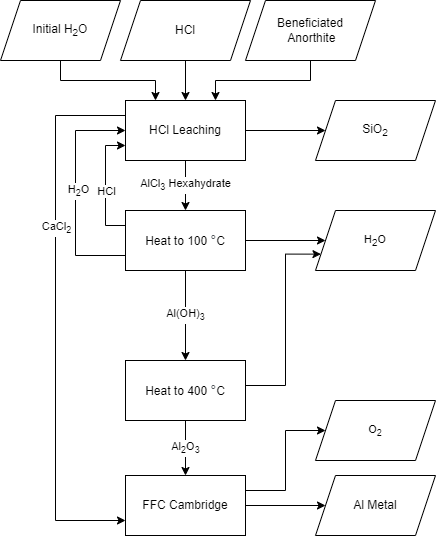 Initial H₂O
HCl
Beneficiated
Anorthite
HCl Leaching
SiO₂
AlCl₃ Hexahydrate
H₂O
HCl
CaCl₂
Heat to 100 °C
H₂O
Al(OH)₃
Heat to 400 °C
Al₂O₃
O₂
FFC Cambridge
Al Metal